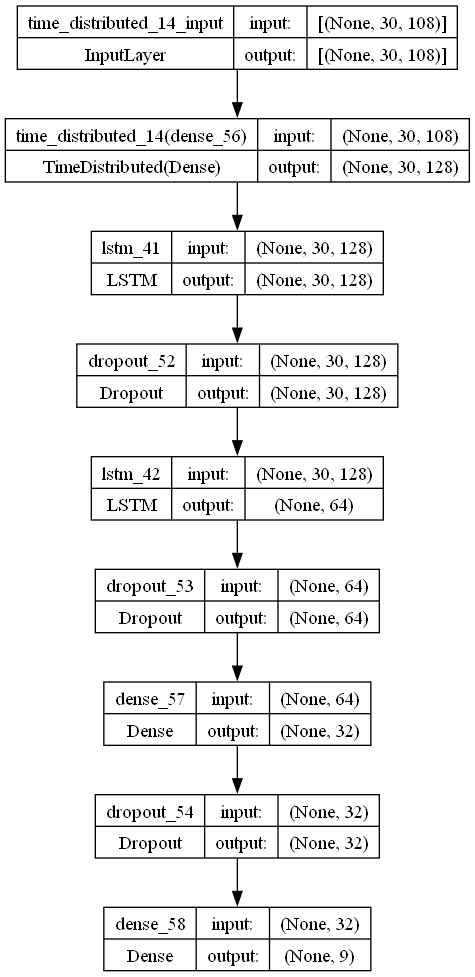 time_distributed_14_input input: [(None, 30, 108)]
InputLayer output: [(None, 30, 108)]
time_distributed_14(dense_56) input: (None, 30, 108)
TimeDistributed(Dense) output: (None, 30, 128)
lstm_41 input: (None, 30, 128)
LSTM output: (None, 30, 128)
dropout_52 input: (None, 30, 128)
Dropout output: (None, 30, 128)
lstm_42 input: (None, 30, 128)
LSTM output: (None, 64)
dropout_53 input: (None, 64)
Dropout output: (None, 64)
dense_57 input: (None, 64)
Dense output: (None, 32)
dropout_54 input: (None, 32)
Dropout output: (None, 32)
dense_58 input: (None, 32)
Dense output: (None, 9)